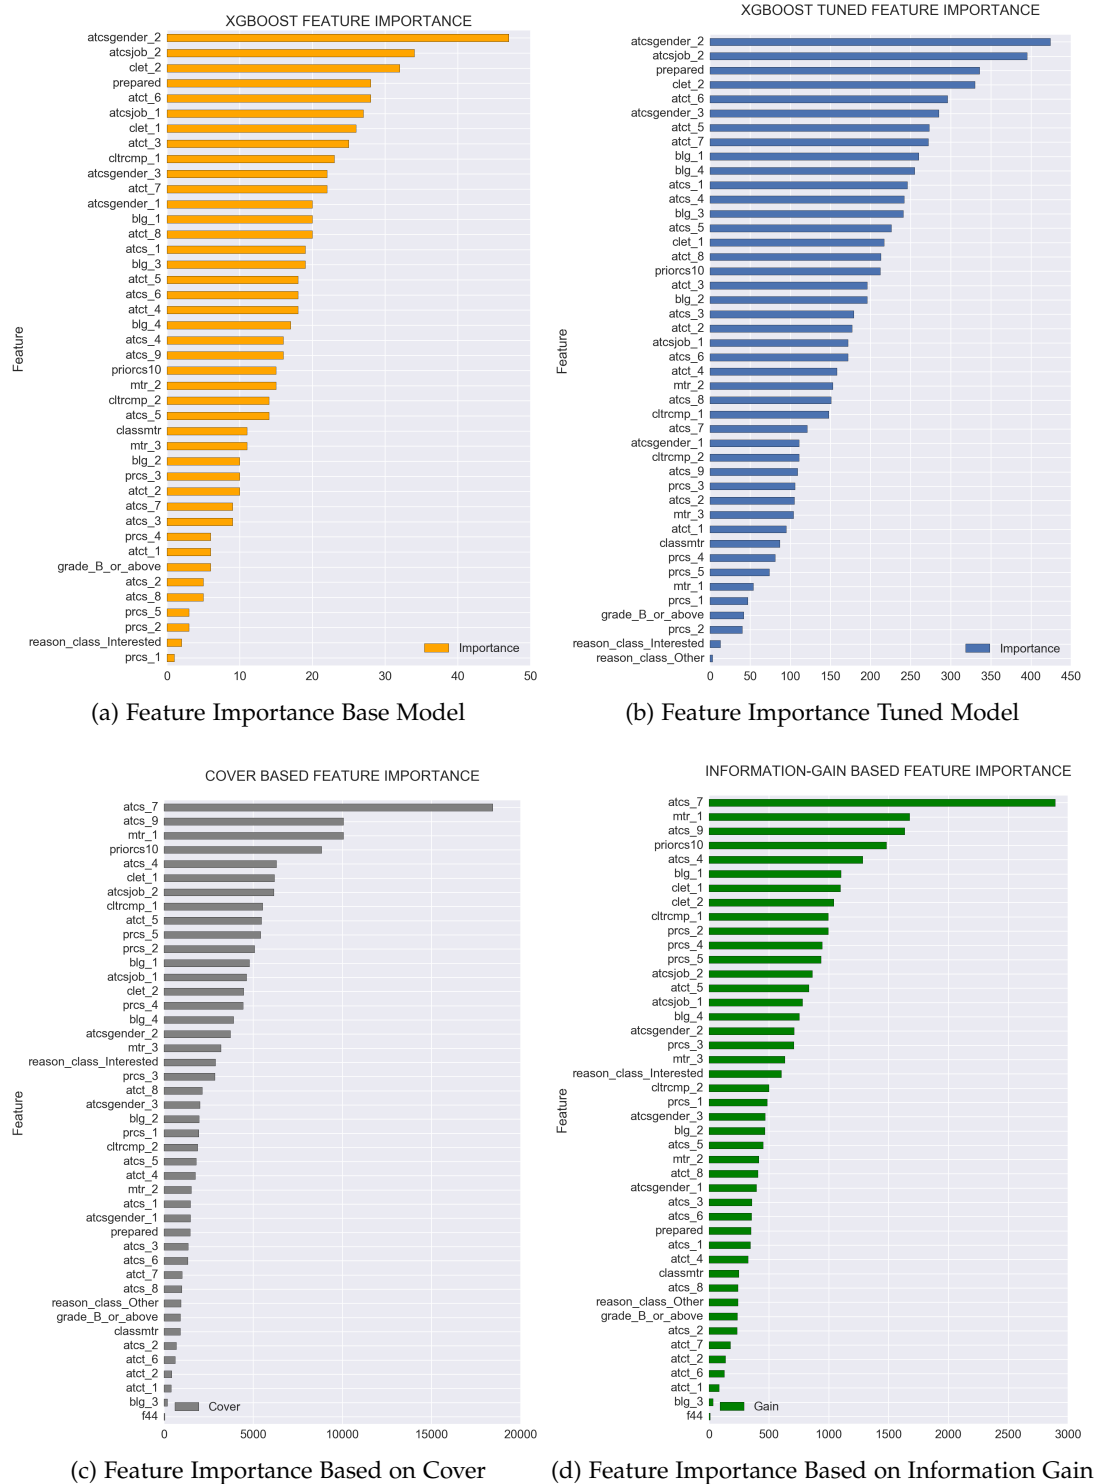 XGBOOST FEATURE IMPORTANCE
atcsgender_2
atcsjob_2
clet_2
prepared
atct_6
atcsjob_1
clet_1
atct_3
cltrcmp_1
atcsgender_3
atct_7
atcsgender_1
blg_1
atct_8
atcs_1
blg_3
atct_5
atcs_6
atct_4
blg_4
atcs_4
atcs_9
priorcs10
mtr_2
cltrcmp_2
atcs_5
classmtr
mtr_3
blg_2
prcs_3
atct_2
atcs_7
atcs_3
prcs_4
atct_1
grade_B_or_above
atcs_2
atcs_8
prcs_5
prcs_2
reason_class_Interested
prcs_1
Feature
Importance
0 10 20 30 40 50
(a) Feature Importance Base Model
XGBOOST TUNED FEATURE IMPORTANCE
atcsgender_2
atcsjob_2
prepared
clet_2
atct_6
atcsgender_3
atct_5
atct_7
blg_1
blg_4
atcs_1
atcs_4
blg_3
atcs_5
clet_1
atct_8
priorcs10
atct_3
blg_2
atcs_3
atct_2
atcsjob_1
atcs_6
atct_4
mtr_2
atcs_8
cltrcmp_1
atcs_7
atcsgender_1
cltrcmp_2
atcs_9
prcs_3
atcs_2
mtr_3
atct_1
classmtr
prcs_4
prcs_5
mtr_1
prcs_1
grade_B_or_above
prcs_2
reason_class_Interested
reason_class_Other
Feature
Importance
0 50 100 150 200 250 300 350 400 450
(b) Feature Importance Tuned Model
COVER BASED FEATURE IMPORTANCE
atcs_7
atcs_9
mtr_1
priorcs10
atcs_4
clet_1
atcsjob_2
cltrcmp_1
atct_5
prcs_5
prcs_2
blg_1
atcsjob_1
clet_2
prcs_4
blg_4
atcsgender_2
mtr_3
reason_class_Interested
prcs_3
atct_8
atcsgender_3
blg_2
prcs_1
cltrcmp_2
atcs_5
atct_4
mtr_2
atcs_1
atcsgender_1
prepared
atcs_3
atcs_6
atct_7
atcs_8
reason_class_Other
grade_B_or_above
classmtr
atcs_2
atct_6
atct_2
atct_1
blg_3
f44
Feature
Cover
0 5000 10000 15000 20000
(c) Feature Importance Based on Cover
INFORMATION-GAIN BASED FEATURE IMPORTANCE
atcs_7
mtr_1
atcs_9
priorcs10
atcs_4
blg_1
clet_1
clet_2
cltrcmp_1
prcs_2
prcs_4
prcs_5
atcsjob_2
atct_5
atcsjob_1
blg_4
atcsgender_2
prcs_3
mtr_3
reason_class_Interested
cltrcmp_2
prcs_1
atcsgender_3
blg_2
atcs_5
mtr_2
atct_8
atcsgender_1
atcs_3
atcs_6
prepared
atcs_1
atct_4
classmtr
atcs_8
reason_class_Other
grade_B_or_above
atcs_2
atct_7
atct_2
atct_6
atct_1
blg_3
f44
Feature
Gain
0 500 1000 1500 2000 2500 3000
(d) Feature Importance Based on Information Gain